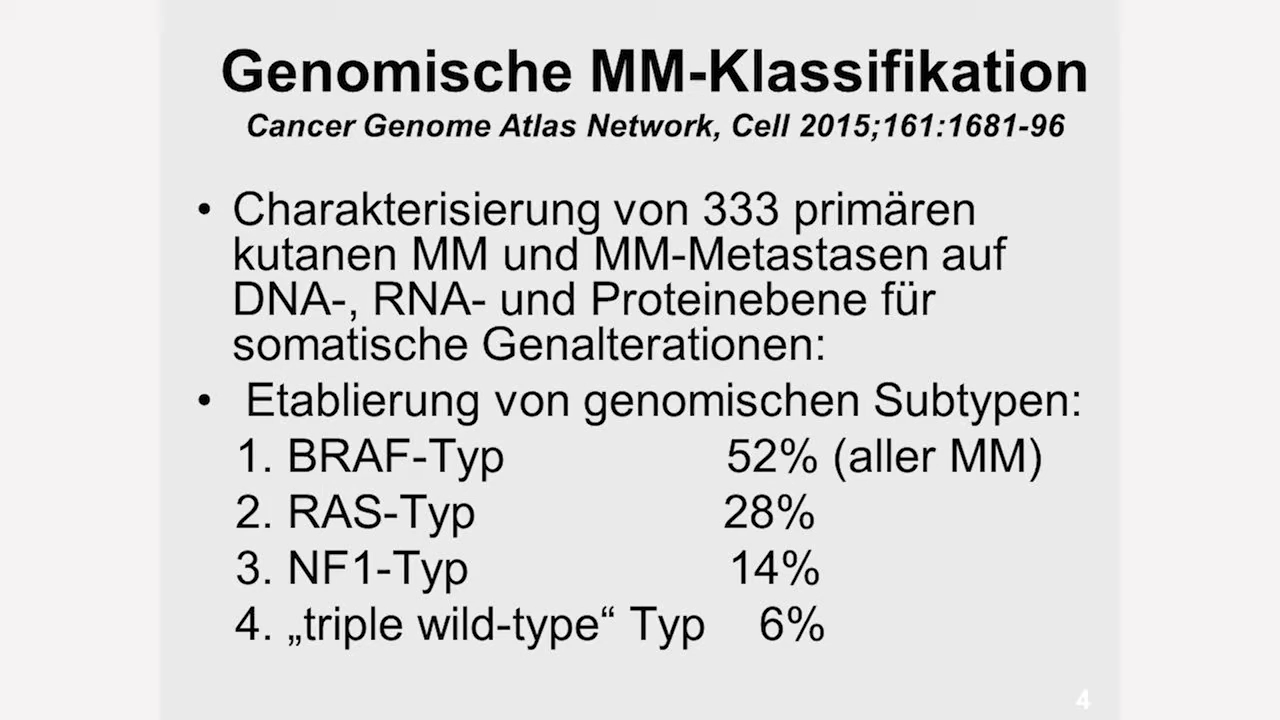 Genomische MM-Klassifikation
Cancer Genome Atlas Network, Cell 2015;161:1681-96
• Charakterisierung von 333 primären
kutanen MM und MM-Metastasen auf
DNA-, RNA- und Proteinebene für
somatische Genalterationen:
• Etablierung von genomischen Subtypen:
1. BRAF-Typ 52% (aller MM)
2. RAS-Typ 28%
3. NF1-Typ 14%
4. „triple wild-type“ Typ 6%
4